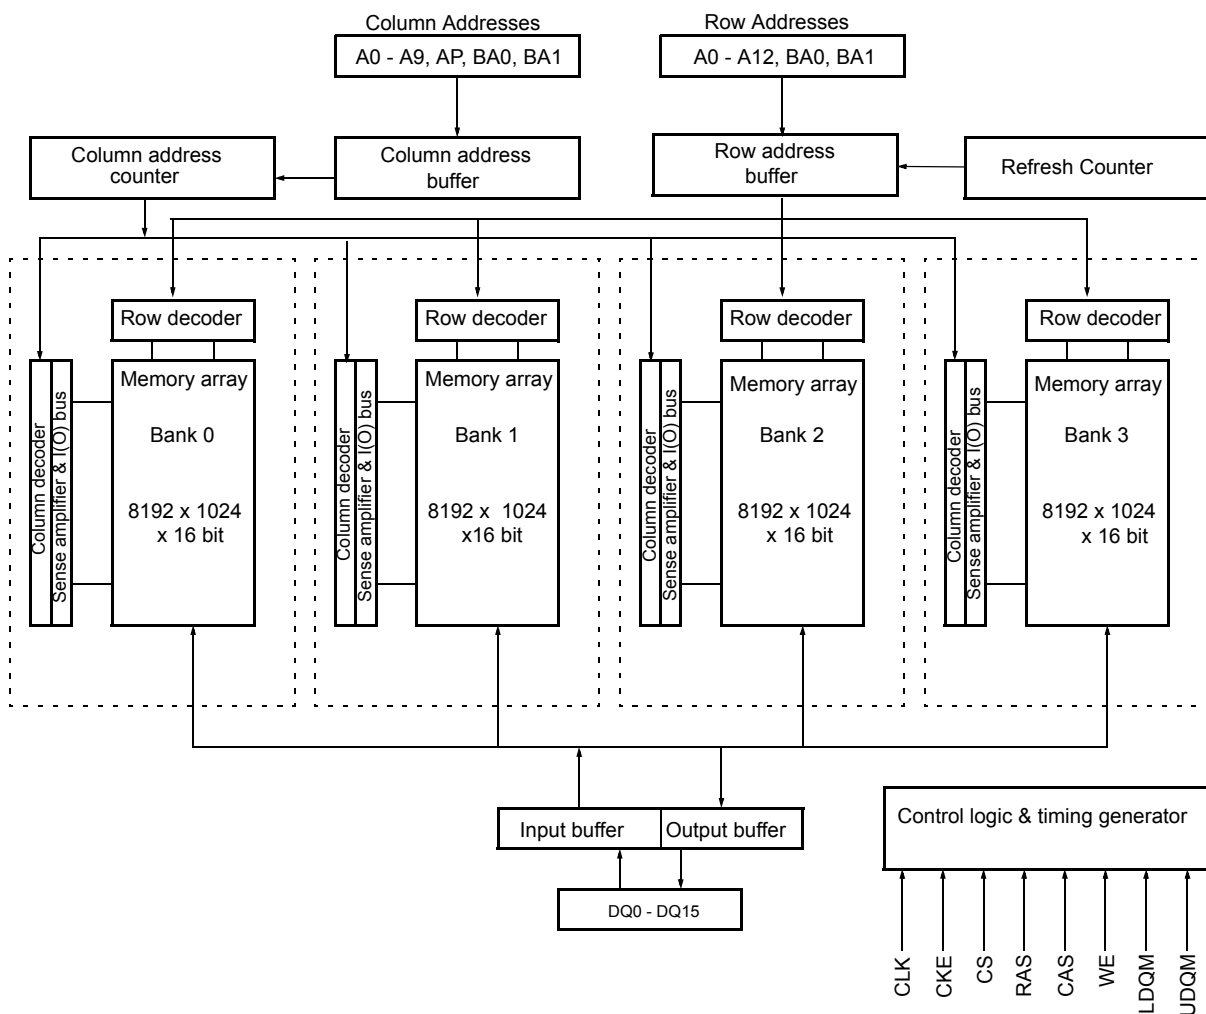 Column Addresses
Row Addresses
A0 - A9, AP, BA0, BA1
A0 - A12, BA0, BA1
Column address
counter
Column address
buffer
Row address
buffer
Refresh Counter
Row decoder
Row decoder
Row decoder
Row decoder
Column decoder
Sense amplifier & I(O) bus
Memory array
Bank 0
8192 x 1024
x 16 bit
Column decoder
Sense amplifier & I(O) bus
Memory array
Bank 1
8192 x 1024
x16 bit
Column decoder
Sense amplifier & I(O) bus
Memory array
Bank 2
8192 x 1024
x 16 bit
Column decoder
Sense amplifier & I(O) bus
Memory array
Bank 3
8192 x 1024
x 16 bit
Input buffer
Output buffer
DQ0 - DQ15
Control logic & timing generator
CLK
CKE
CS
RAS
CAS
WE
LDQM
UDQM